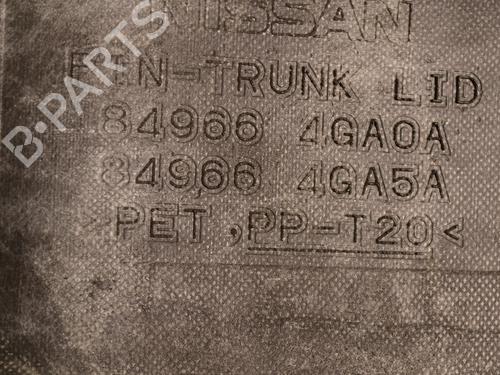 NISSAN
FIN-TRUNK LID
84966 4GA0A
84966 4GA5A
>PET,PP-T20<
B-PARTS